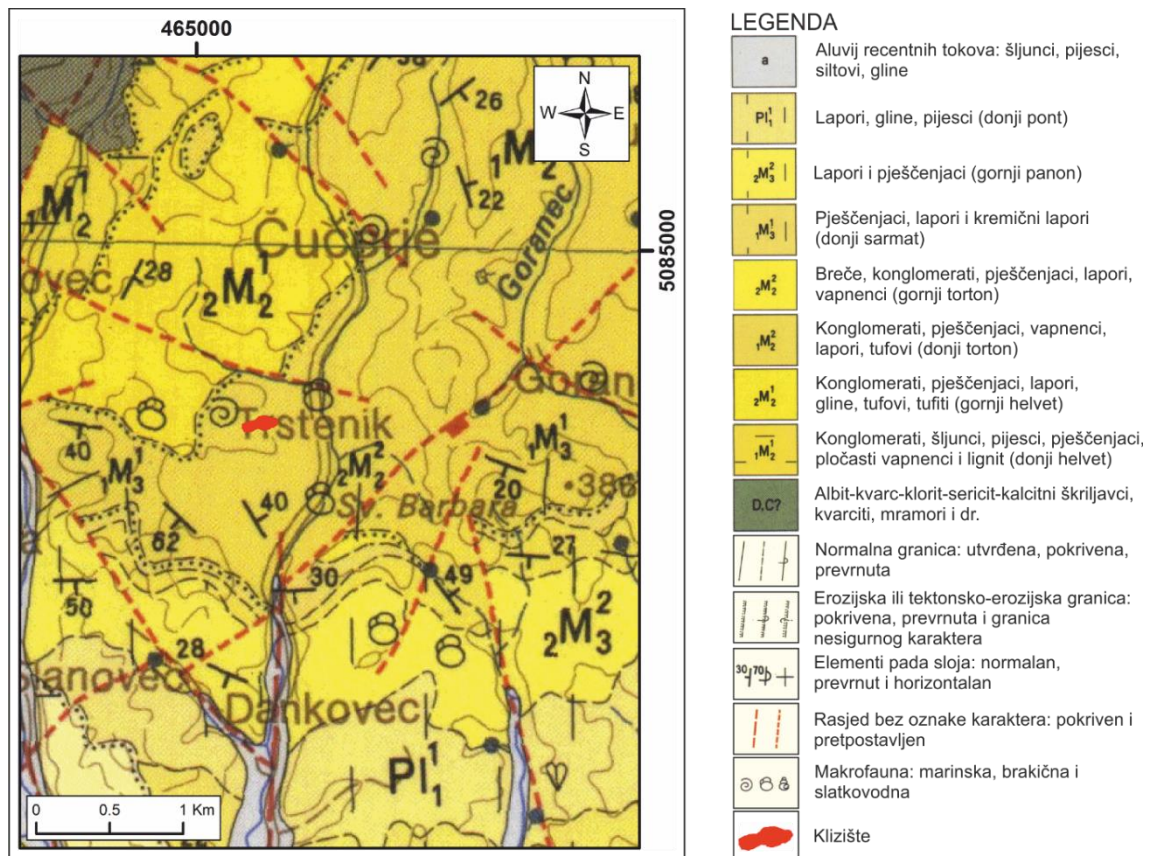 465000
5085000
N
W E
S
26
22
₁M₂²
₁M₂¹
Čučerje
Goranec
28
ovec
₂M₂¹
Goran
Trstenik
40
₁M₃¹
₂M₂²
₁M₃¹
20
386
40
Sv. Barbara
62
27
30
49
50
₂M₃²
28
Dankovec
Pl₁¹
0 0.5 1 Km
LEGENDA
a
Aluvij recentnih tokova: šljunci, pijesci,
siltovi, gline
Pl₁¹
Lapori, gline, pijesci (donji pont)
₂M₃²
Lapori i pješčenjaci (gornji panon)
₁M₃¹
Pješčenjaci, lapori i kremični lapori
(donji sarmat)
₂M₂²
Breče, konglomerati, pješčenjaci, lapori,
vapnenci (gornji torton)
₁M₂²
Konglomerati, pješčenjaci, vapnenci,
lapori, tufovi (donji torton)
₂M₂¹
Konglomerati, pješčenjaci, lapori,
gline, tufovi, tufiti (gornji helvet)
₁M₂¹
Konglomerati, šljunci, pijesci, pješčenjaci,
pločasti vapnenci i lignit (donji helvet)
D.C?
Albit-kvarc-klorit-sericit-kalcitni škriljavci,
kvarciti, mramori i dr.
Normalna granica: utvrđena, pokrivena,
prevrnuta
Erozijska ili tektonsko-erozijska granica:
pokrivena, prevrnuta i granica
nesigurnog karaktera
30 70
Elementi pada sloja: normalan,
prevrnut i horizontalan
Rasjed bez oznake karaktera: pokriven i
pretpostavljen
Makrofauna: marinska, brakična i
slatkovodna
Klizište